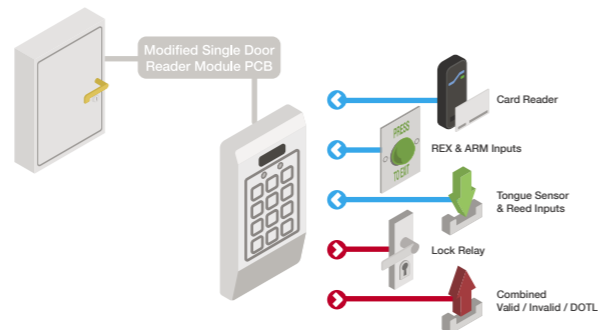 Modified Single Door
Reader Module PCB
Card Reader
PRESS
TO EXIT
REX & ARM Inputs
Tongue Sensor
& Reed Inputs
Lock Relay
Combined
Valid / Invalid / DOTL